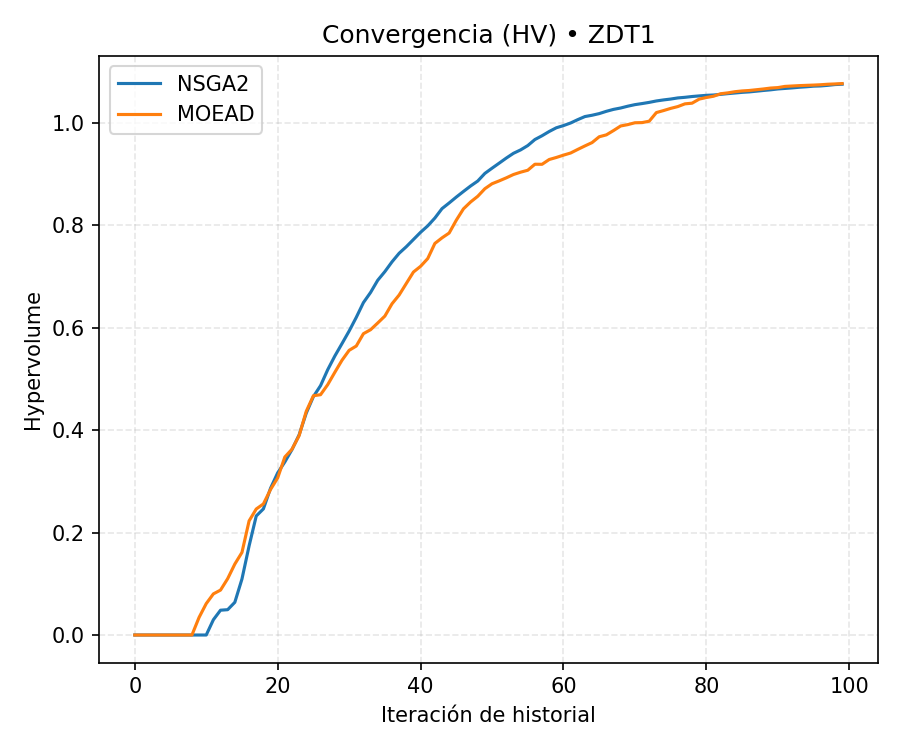 Convergencia (HV) • ZDT1
NSGA2
MOEAD
1.0
0.8
0.6
0.4
0.2
0.0
Hypervolume
0 20 40 60 80 100
Iteración de historial